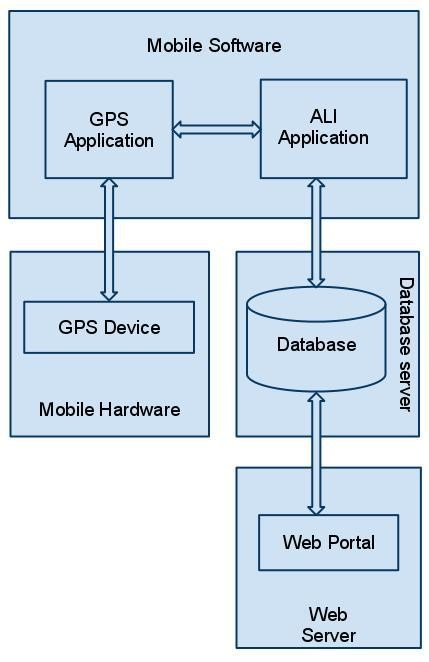 Mobile Software
GPS
Application
ALI
Application
GPS Device
Mobile Hardware
Database
Database server
Web Portal
Web
Server